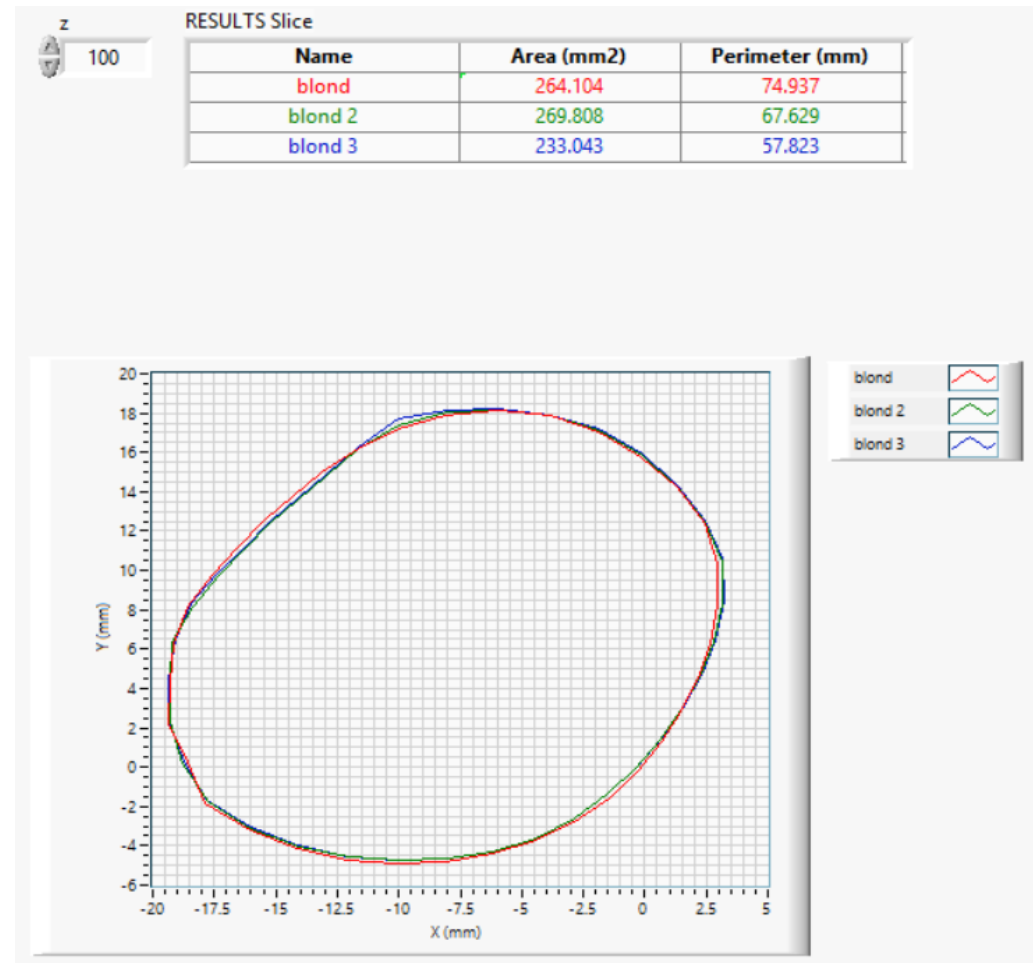 z
100
RESULTS Slice
Name Area (mm2) Perimeter (mm)
blond 264.104 74.937
blond 2 269.808 67.629
blond 3 233.043 57.823
blond
blond 2
blond 3
20
18
16
14
12
10
8
6
4
2
0
-2
-4
-6
Y (mm)
-20 -17.5 -15 -12.5 -10 -7.5 -5 -2.5 0 2.5 5
X (mm)